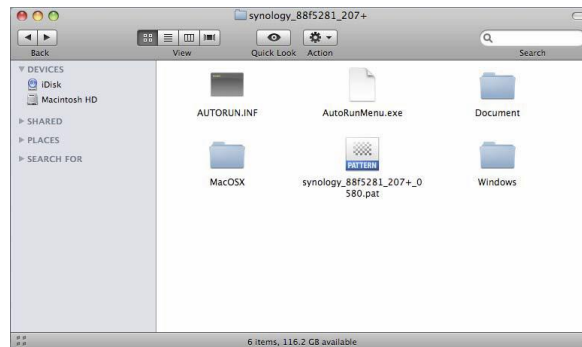 synology_88f5281_207+
Back
View
Quick Look
Action
Search
DEVICES
iDisk
Macintosh HD
SHARED
PLACES
SEARCH FOR
AUTORUN.INF
AutoRunMenu.exe
Document
MacOSX
PATTERN
synology_88f5281_207+_0
580.pat
Windows
6 items, 116.2 GB available